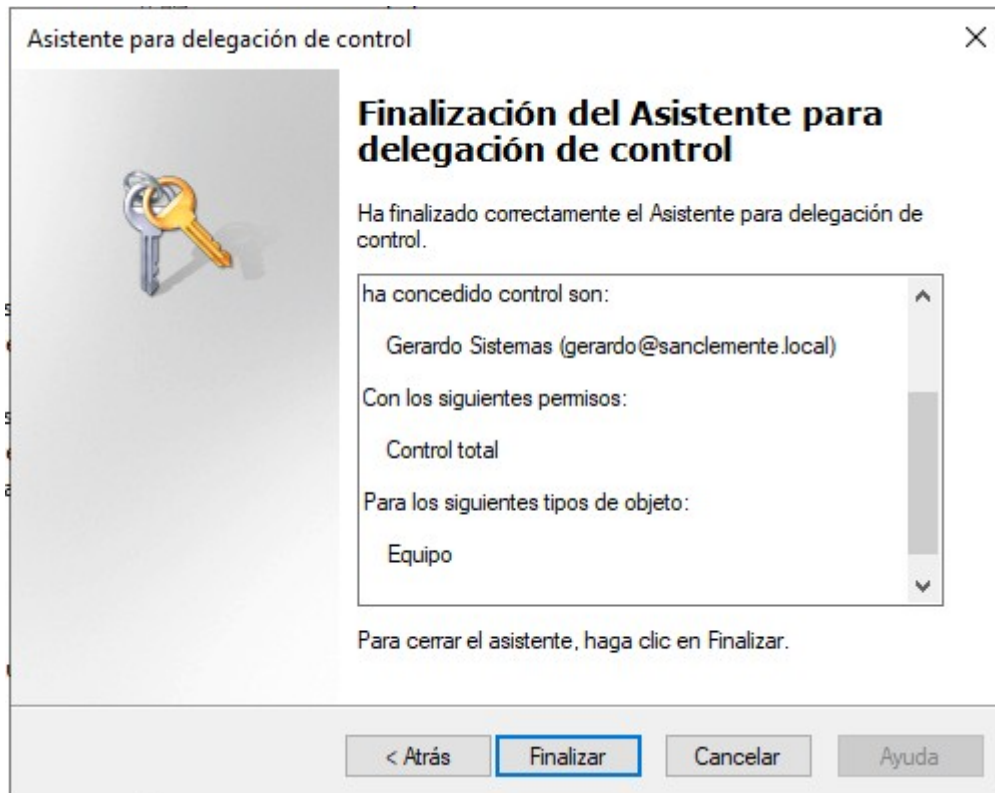 Asistente para delegación de control
Finalización del Asistente para
delegación de control
Ha finalizado correctamente el Asistente para delegación de
control.
ha concedido control son:
Gerardo Sistemas (gerardo@sanclemente.local)
Con los siguientes permisos:
Control total
Para los siguientes tipos de objeto:
Equipo
Para cerrar el asistente, haga clic en Finalizar.
< Atrás
Finalizar
Cancelar
Ayuda